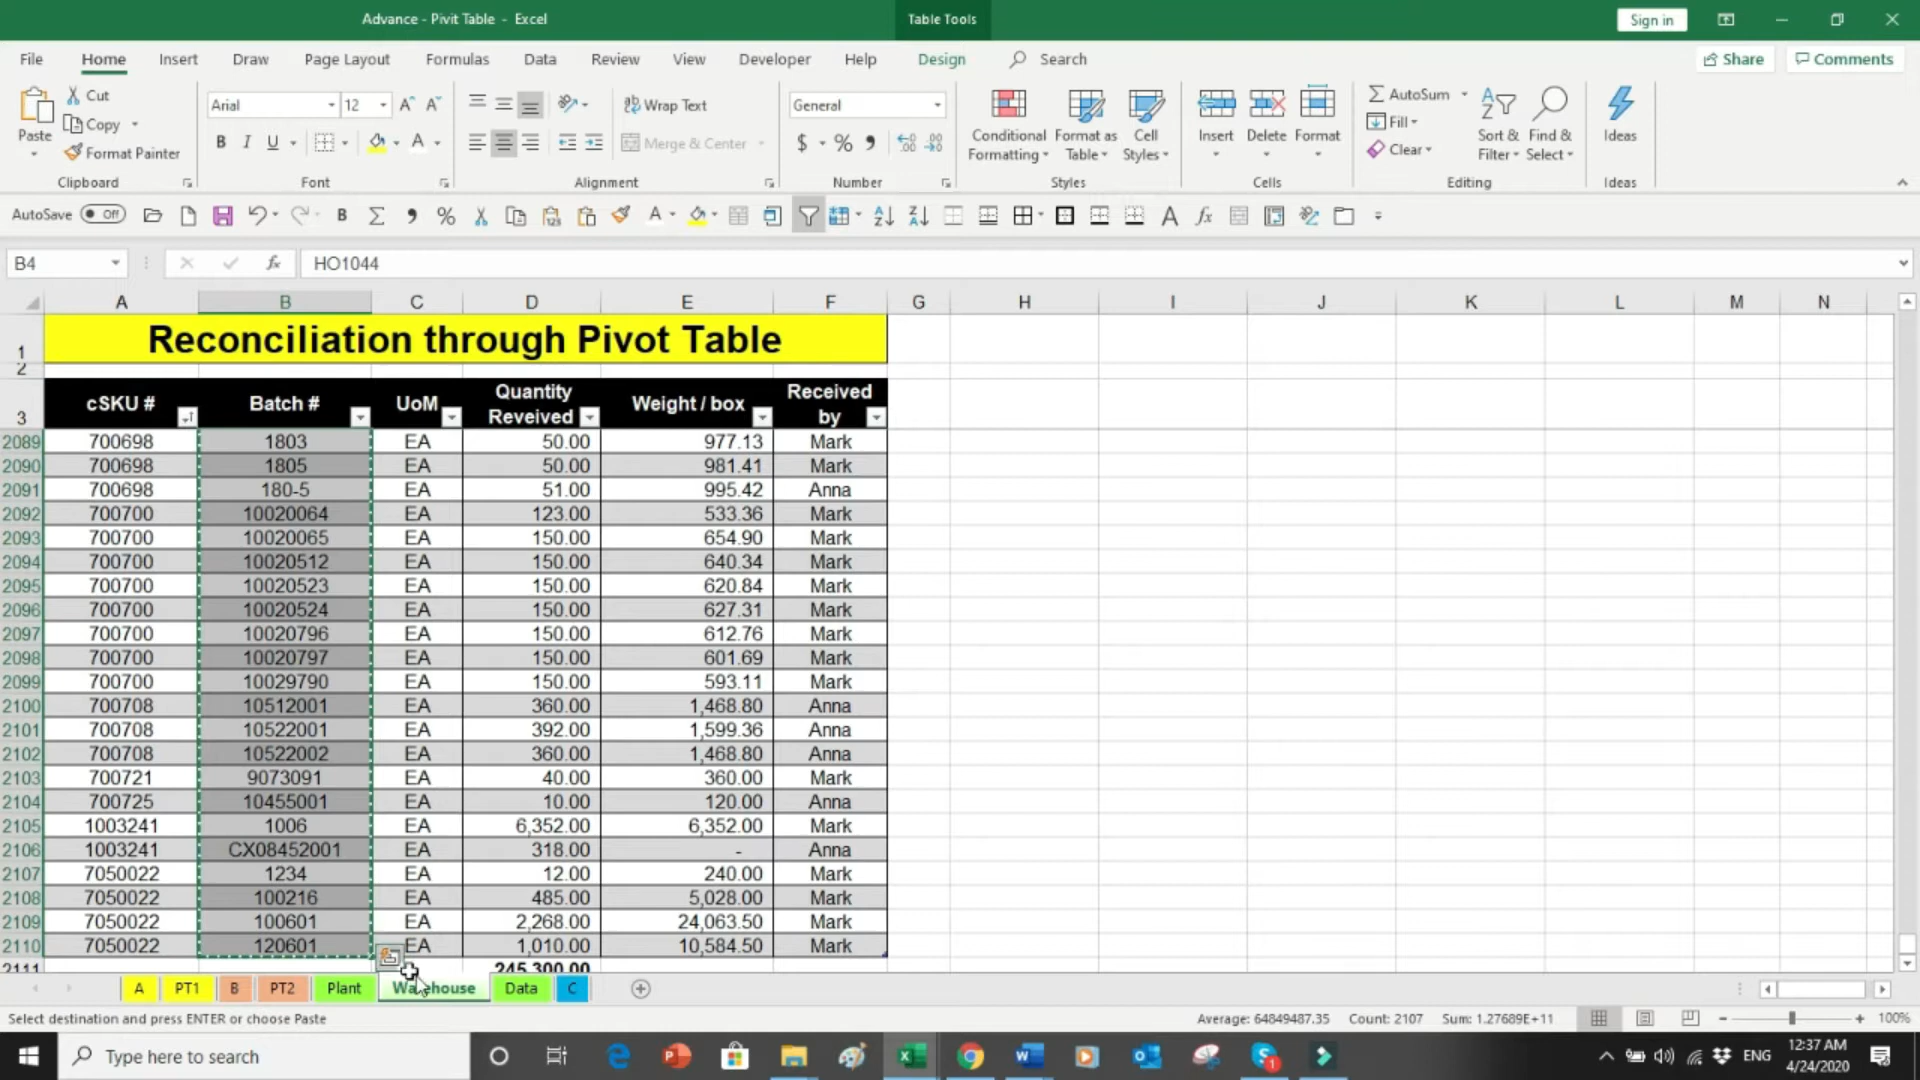 Advance - Pivit Table - Excel
Table Tools
Sign in
File Home Insert Draw Page Layout Formulas Data Review View Developer Help Design Search Share Comments
Paste
Cut
Copy
Format Painter
Clipboard
Arial 12
Font
Wrap Text
Merge & Center
Alignment
General
Number
Conditional Formatting
Format as Table
Cell Styles
Styles
Insert
Delete
Format
Cells
AutoSum
Fill
Clear
Sort & Filter
Find & Select
Editing
Ideas
Ideas
AutoSave Off
B4 HO1044
A B C D E F G H I J K L M N
1 Reconciliation through Pivot Table
2
3 cSKU # Batch # UoM Quantity Reveived Weight / box Received by
2089 700698 1803 EA 50.00 977.13 Mark
2090 700698 1805 EA 50.00 981.41 Mark
2091 700698 180-5 EA 51.00 995.42 Anna
2092 700700 10020064 EA 123.00 533.36 Mark
2093 700700 10020065 EA 150.00 654.90 Mark
2094 700700 10020512 EA 150.00 640.34 Mark
2095 700700 10020523 EA 150.00 620.84 Mark
2096 700700 10020524 EA 150.00 627.31 Mark
2097 700700 10020796 EA 150.00 612.76 Mark
2098 700700 10020797 EA 150.00 601.69 Mark
2099 700700 10029790 EA 150.00 593.11 Mark
2100 700708 10512001 EA 360.00 1,468.80 Anna
2101 700708 10522001 EA 392.00 1,599.36 Anna
2102 700708 10522002 EA 360.00 1,468.80 Anna
2103 700721 9073091 EA 40.00 360.00 Mark
2104 700725 10455001 EA 10.00 120.00 Anna
2105 1003241 1006 EA 6,352.00 6,352.00 Mark
2106 1003241 CX08452001 EA 318.00 - Anna
2107 7050022 1234 EA 12.00 240.00 Mark
2108 7050022 100216 EA 485.00 5,028.00 Mark
2109 7050022 100601 EA 2,268.00 24,063.50 Mark
2110 7050022 120601 EA 1,010.00 10,584.50 Mark
2111 245,300.00
A PT1 B PT2 Plant Warehouse Data C
Select destination and press ENTER or choose Paste Average: 64849487.35 Count: 2107 Sum: 1.27689E+11 100%
Type here to search
ENG
12:37 AM
4/24/2020